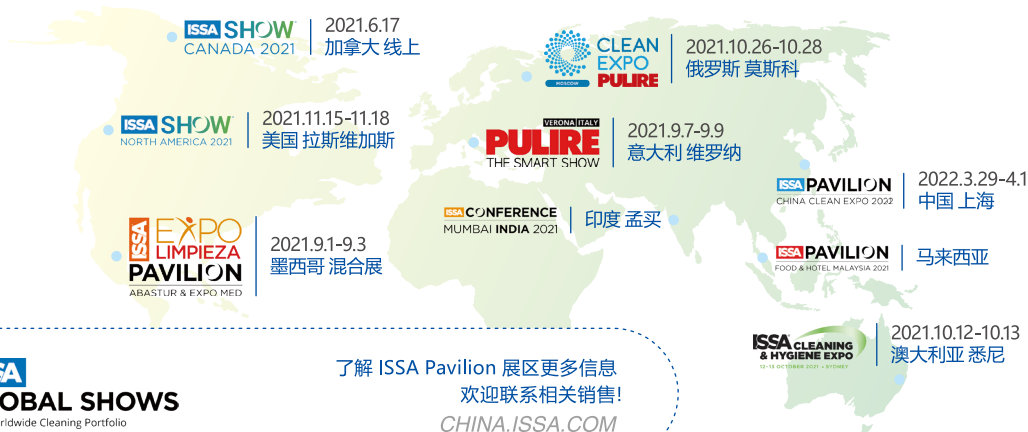 ISSA SHOW
CANADA 2021
2021.6.17
加拿大 线上
CLEAN
EXPO
PULIRE
MOSCOW
2021.10.26-10.28
俄罗斯 莫斯科
ISSA SHOW
NORTH AMERICA 2021
2021.11.15-11.18
美国 拉斯维加斯
VERONA ITALY
PULIRE
THE SMART SHOW
2021.9.7-9.9
意大利 维罗纳
ISSA PAVILION
CHINA CLEAN EXPO 2022
2022.3.29-4.1
中国 上海
ISSA EXPO
LIMPIEZA
PAVILION
ABASTUR & EXPO MED
2021.9.1-9.3
墨西哥 混合展
ISSA CONFERENCE
MUMBAI INDIA 2021
印度 孟买
ISSA PAVILION
FOOD & HOTEL MALAYSIA 2021
马来西亚
ISSA CLEANING
& HYGIENE EXPO
12-13 OCTOBER 2021 • SYDNEY
2021.10.12-10.13
澳大利亚 悉尼
SA
OBAL SHOWS
rldwide Cleaning Portfolio
了解 ISSA Pavilion 展区更多信息
欢迎联系相关销售!
CHINA.ISSA.COM